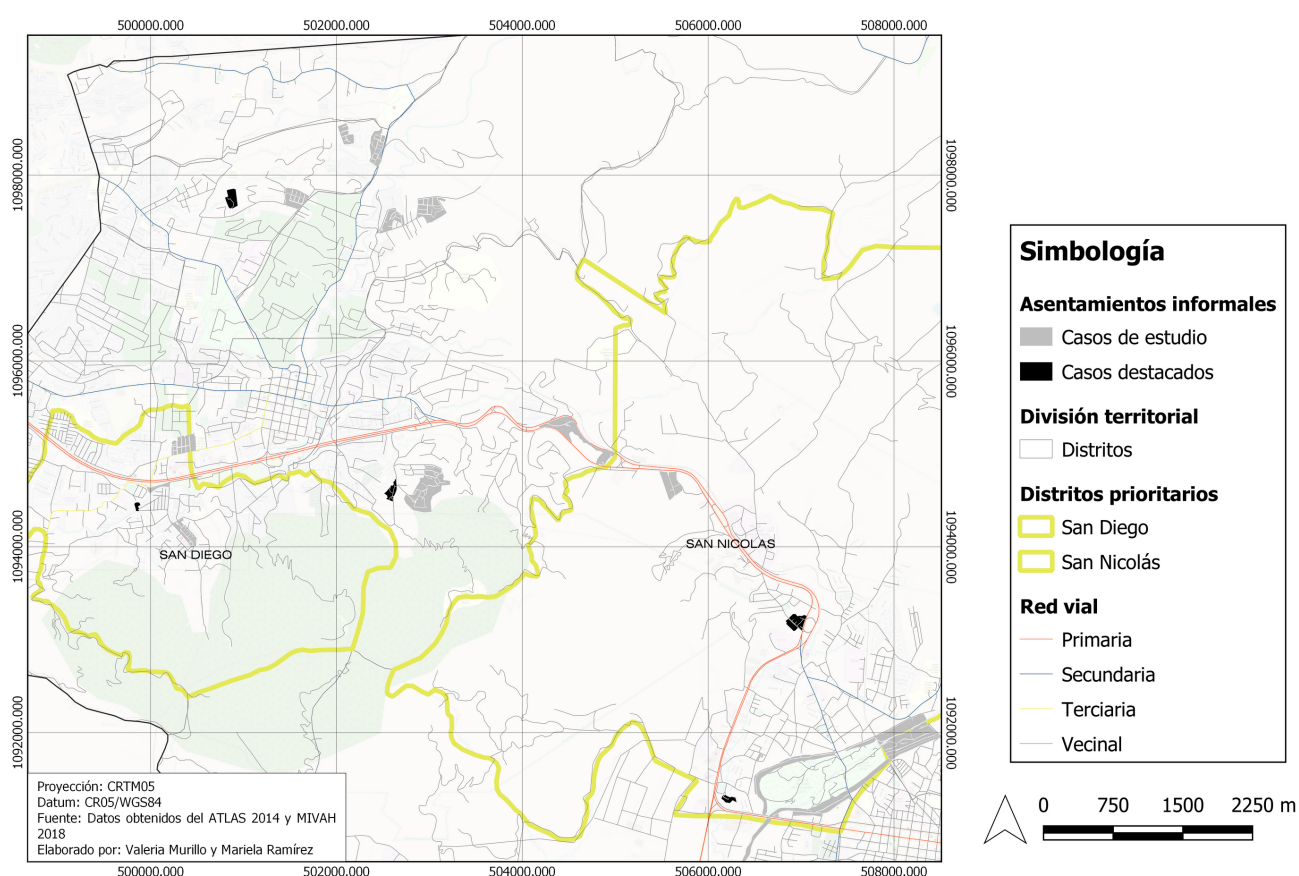 500000.000
502000.000
504000.000
506000.000
508000.000
1098000.000
1098000.000
1096000.000
1096000.000
1094000.000
1094000.000
1092000.000
1092000.000
SAN DIEGO
SAN NICOLAS
Proyección: CRTM05
Datum: CR05/WGS84
Fuente: Datos obtenidos del ATLAS 2014 y MIVAH
2018
Elaborado por: Valeria Murillo y Mariela Ramírez
500000.000
502000.000
504000.000
506000.000
508000.000
Simbología
Asentamientos informales
Casos de estudio
Casos destacados
División territorial
Distritos
Distritos prioritarios
San Diego
San Nicolás
Red vial
Primaria
Secundaria
Terciaria
Vecinal
0 750 1500 2250 m